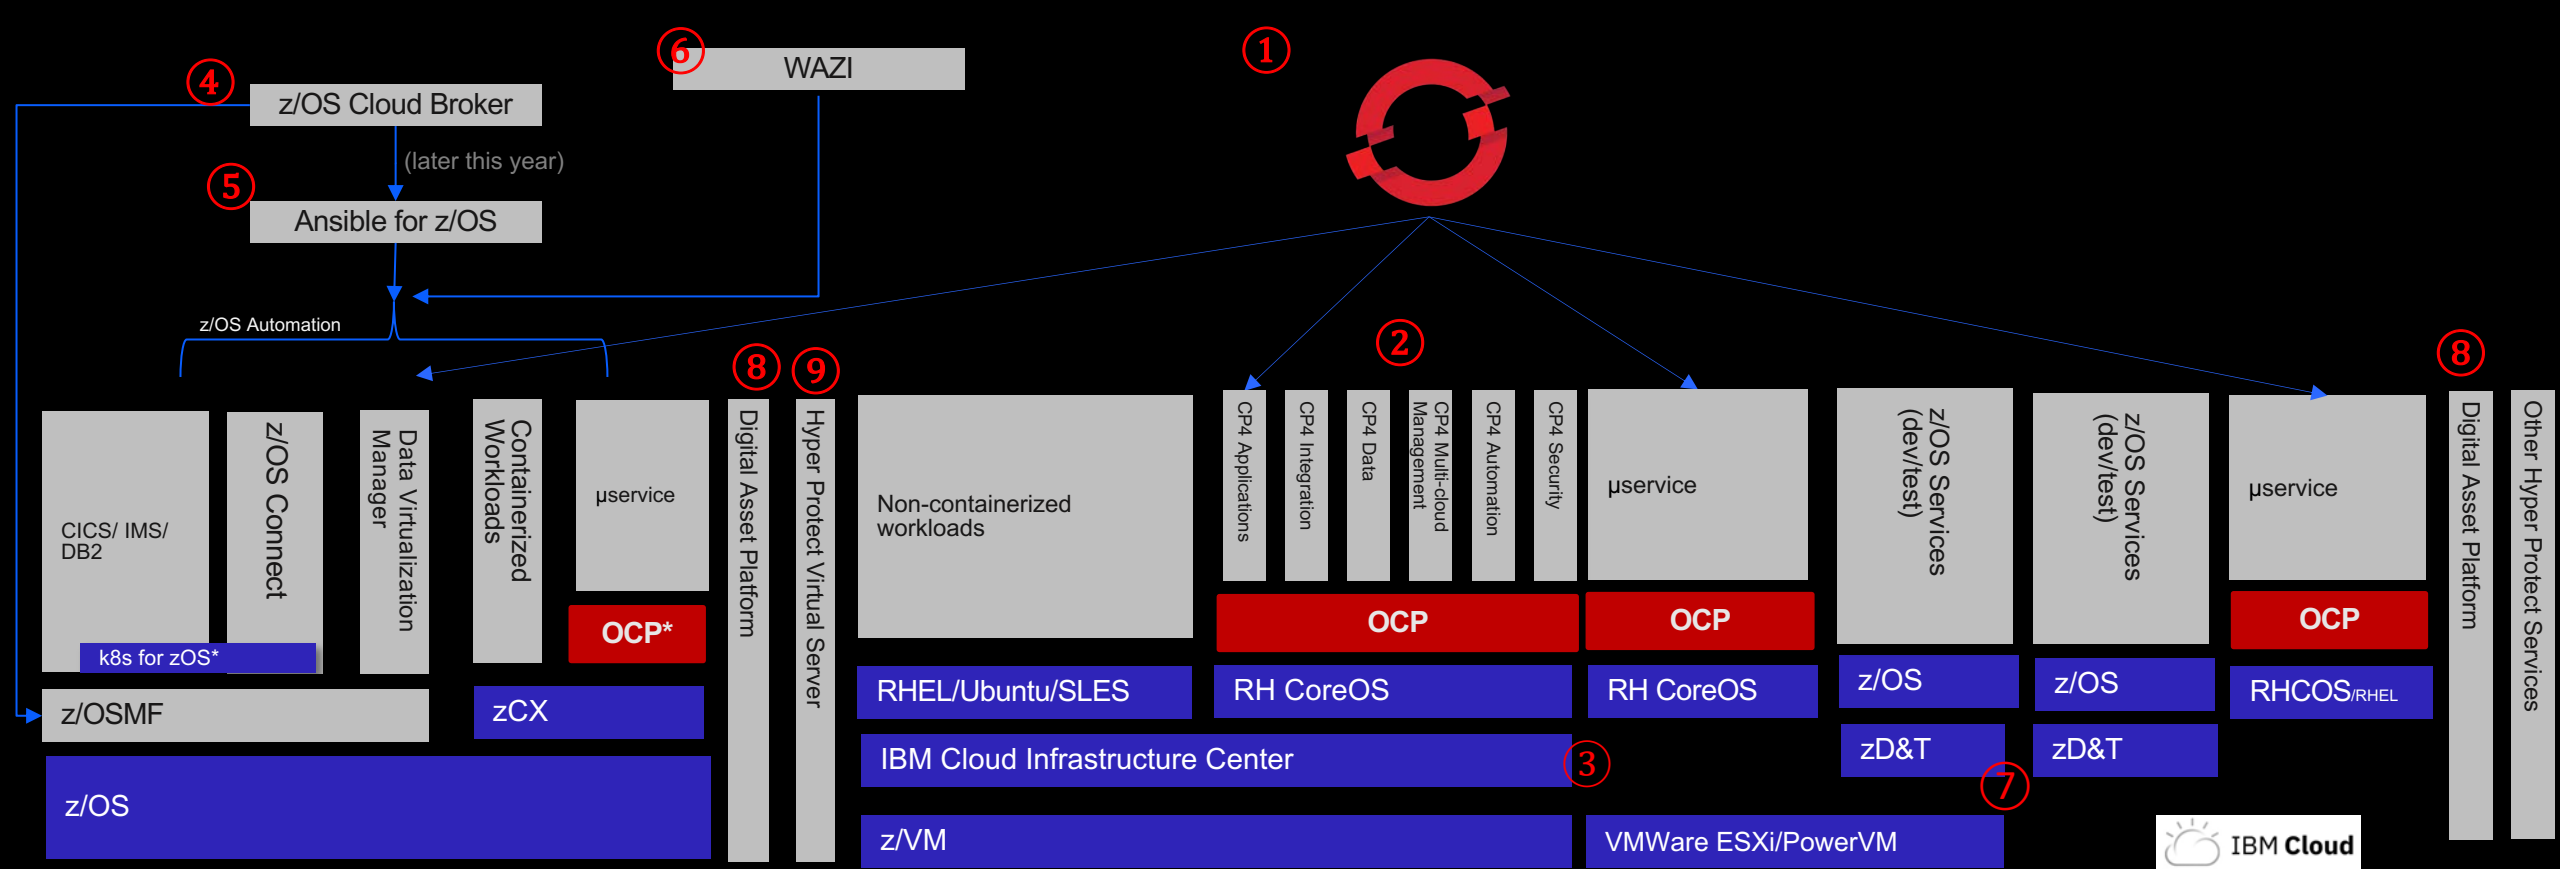 ⑥
①
WAZI
④
z/OS Cloud Broker
(later this year)
⑤
Ansible for z/OS
z/OS Automation
②
⑧
⑨
⑧
CICS/ IMS/
DB2
z/OS Connect
Data Virtualization
Manager
Containerized
Workloads
µservice
Digital Asset Platform
Hyper Protect Virtual Server
Non-containerized
workloads
CP4 Applications
CP4 Integration
CP4 Data
CP4 Multi-cloud
Management
CP4 Automation
CP4 Security
µservice
z/OS Services
(dev/test)
z/OS Services
(dev/test)
µservice
Digital Asset Platform
Other Hyper Protect Services
OCP*
OCP
OCP
OCP
k8s for zOS*
z/OSMF
zCX
RHEL/Ubuntu/SLES
RH CoreOS
RH CoreOS
z/OS
z/OS
RHCOS/RHEL
IBM Cloud Infrastructure Center
③
zD&T
zD&T
⑦
z/OS
z/VM
VMWare ESXi/PowerVM
IBM Cloud